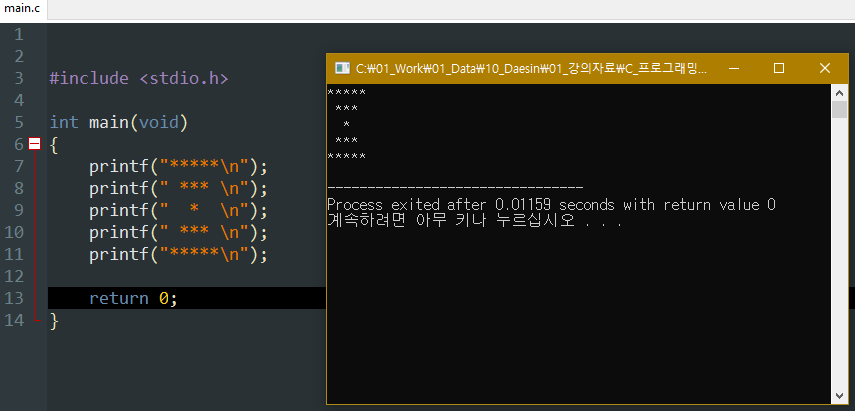 main.c
1
2
3 #include <stdio.h>
4
5 int main(void)
6 {
7     printf("*****\n");
8     printf(" *** \n");
9     printf("  *  \n");
10     printf(" *** \n");
11     printf("*****\n");
12
13     return 0;
14 }
C:₩01_Work₩01_Data₩10_Daesin₩01_강의자료₩C_프로그래밍...
*****
 ***
  *
 ***
*****
--------------------------------
Process exited after 0.01159 seconds with return value 0
계속하려면 아무 키나 누르십시오 . . .